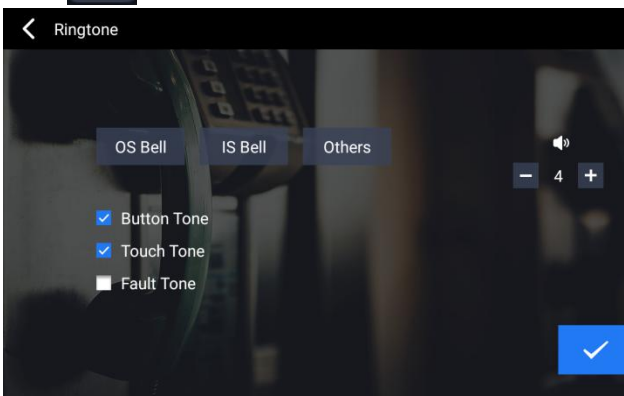 Ringtone
OS Bell IS Bell Others
− 4 +
Button Tone
Touch Tone
Fault Tone